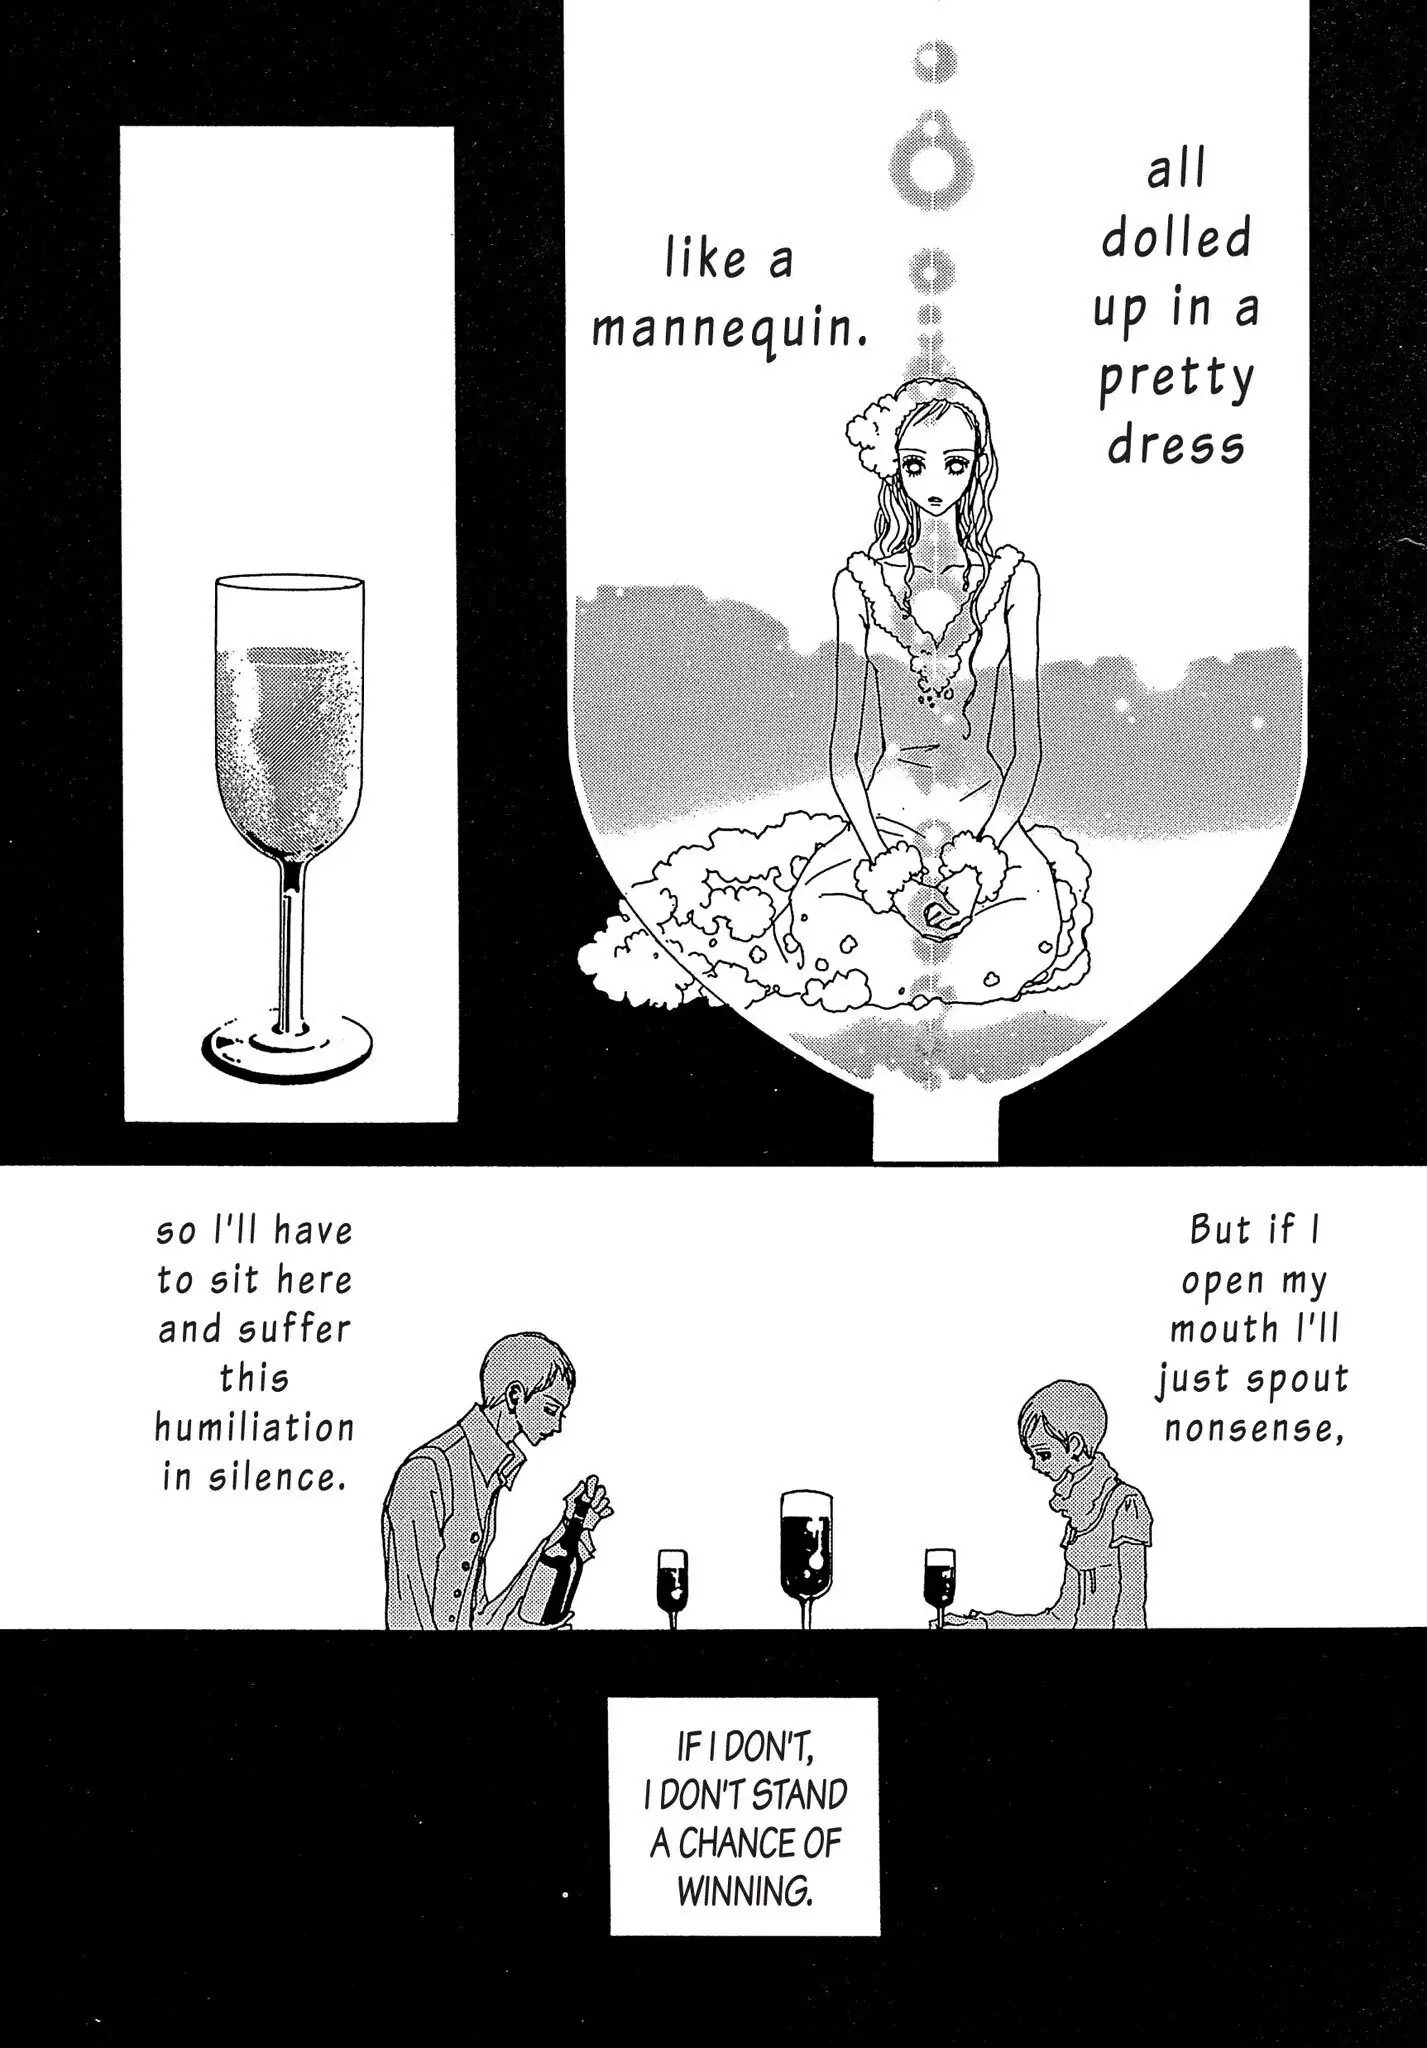 all
dolled
up in a
pretty
dress
like a
mannequin.
But if I
open my
mouth I'll
just spout
nonsense,
so I'll have
to sit here
and suffer
this
humiliation
in silence.
IF I DON'T,
I DON'T STAND
A CHANCE OF
WINNING.